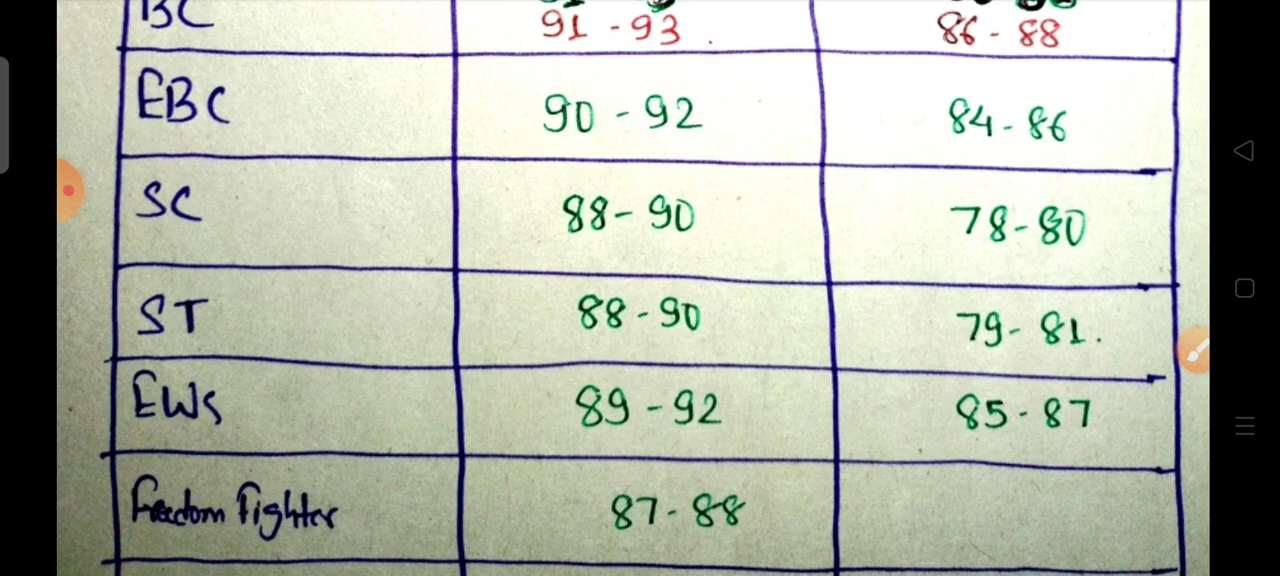 BC 91 - 93 . 86 - 88
EBC 90 - 92 84 - 86
SC 88 - 90 78 - 80
ST 88 - 90 79 - 81.
EWS 89 - 92 85 - 87
Freedom Fighter 87 - 88